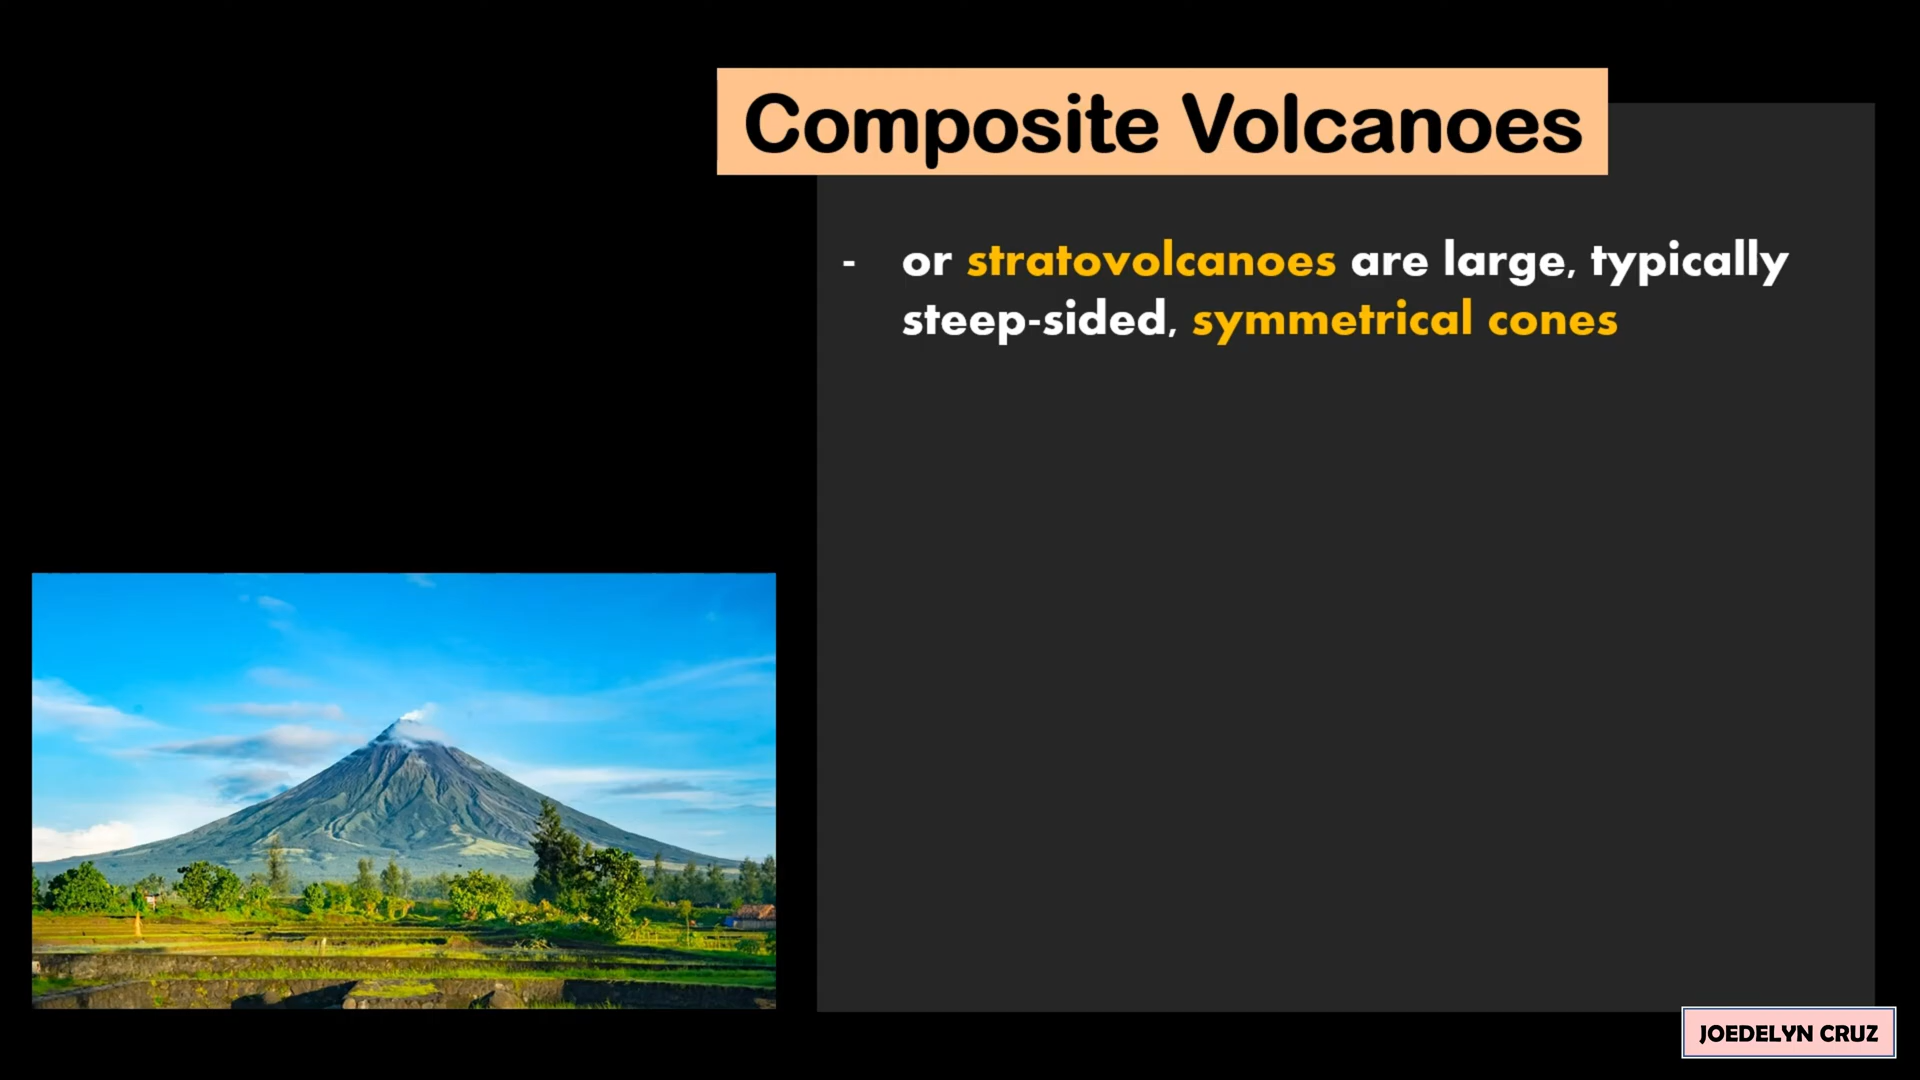 Composite Volcanoes
- or stratovolcanoes are large, typically
steep-sided, symmetrical cones
JOEDELYN CRUZ